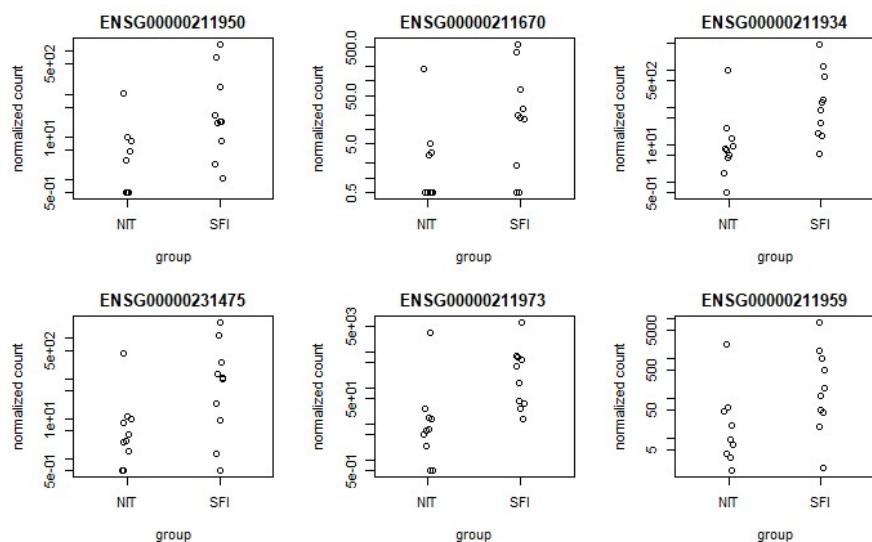 ENSG00000211950
normalized count
5e+02
1e+01
5e-01
NIT
SFI
group
ENSG00000211670
normalized count
500.0
50.0
5.0
0.5
NIT
SFI
group
ENSG00000211934
normalized count
5e+02
1e+01
5e-01
NIT
SFI
group
ENSG00000231475
normalized count
5e+02
1e+01
5e-01
NIT
SFI
group
ENSG00000211973
normalized count
5e+03
5e+01
5e-01
NIT
SFI
group
ENSG00000211959
normalized count
5000
500
50
5
NIT
SFI
group